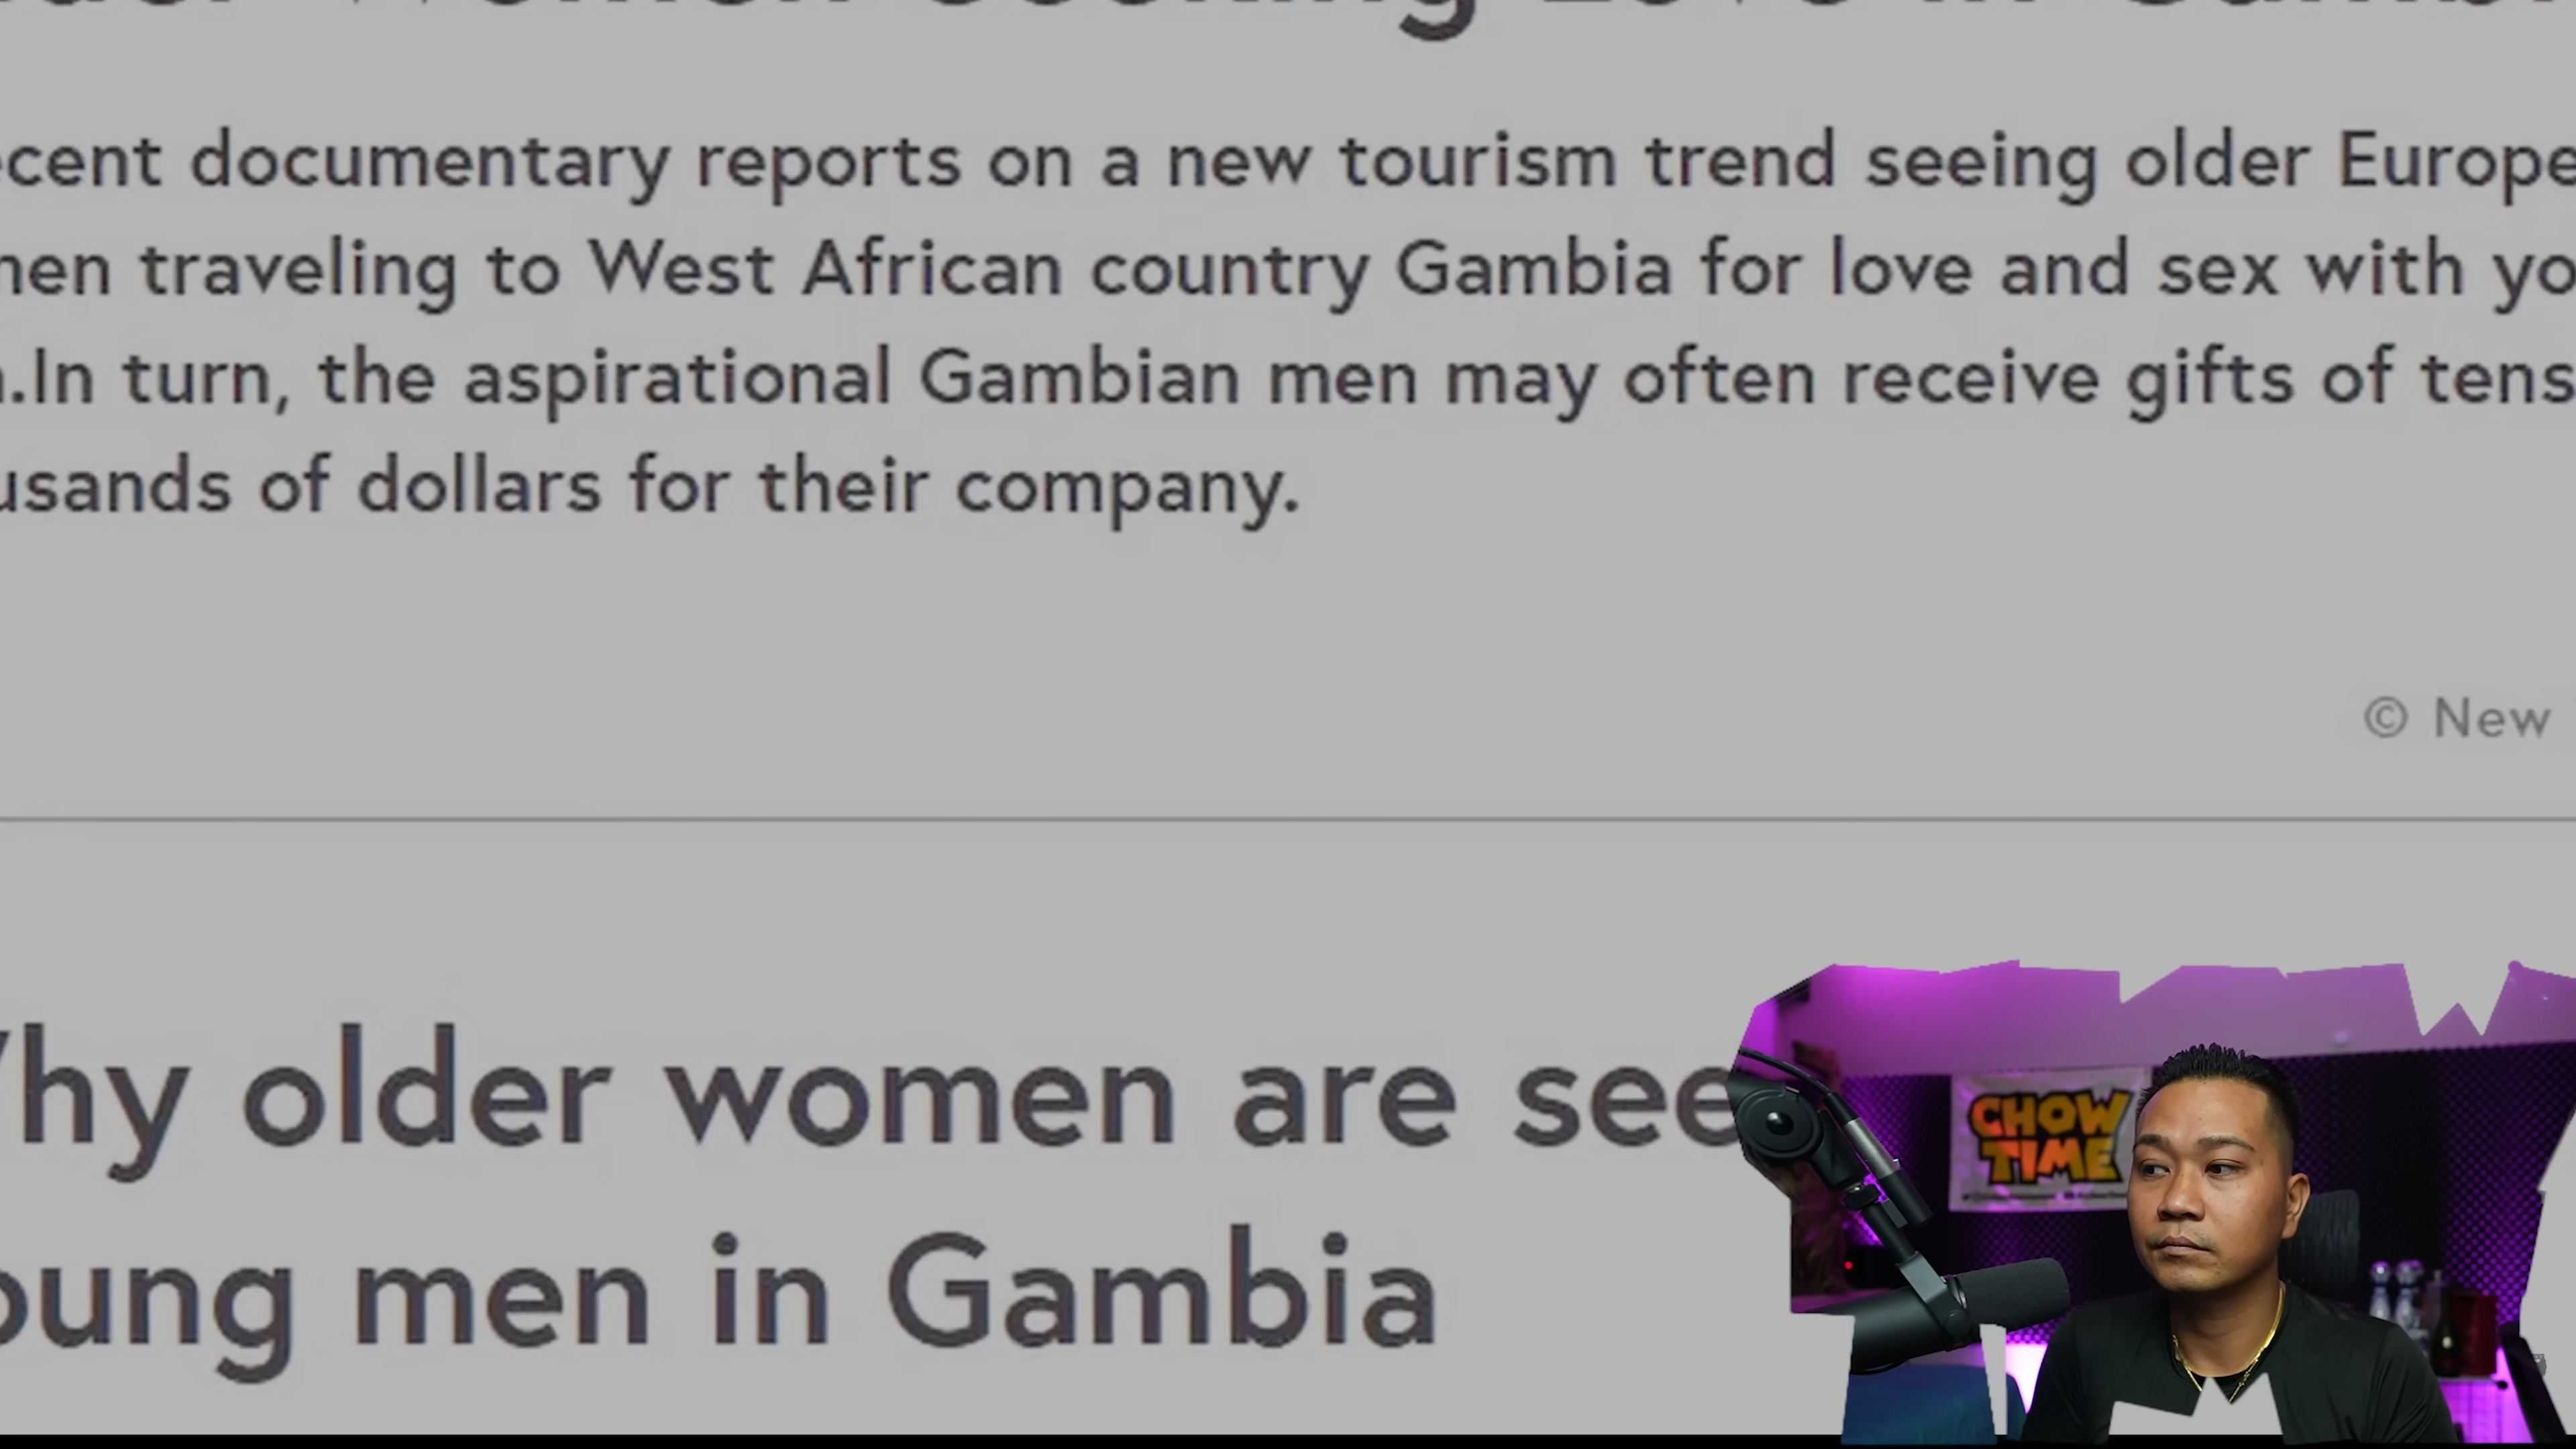 ecent documentary reports on a new tourism trend seeing older Europe
men traveling to West African country Gambia for love and sex with yo
.In turn, the aspirational Gambian men may often receive gifts of tens
usands of dollars for their company.
© New
hy older women are see
oung men in Gambia
CHOW
TIME